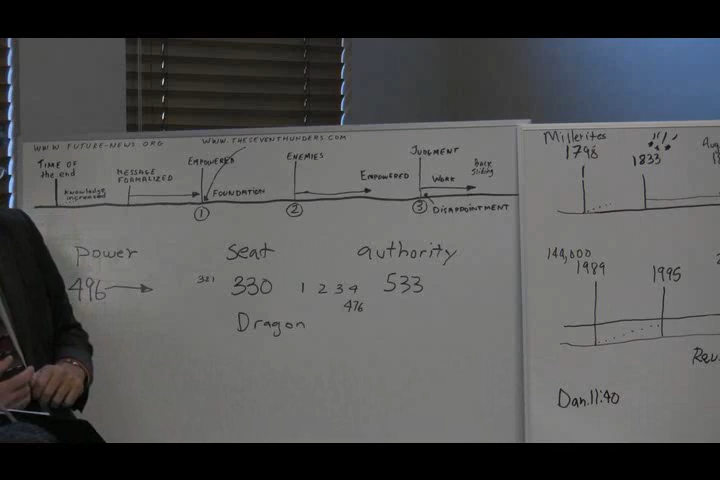 WWW.FUTURE-NEWS.ORG
WWW.THESEVENTHUNDERS.COM
TIME OF
the end
Knowledge
increased
MESSAGE
FORMALIZED
EMPOWERED
FOUNDATION
ENEMIES
EMPOWERED
JUDGMENT
WORK
BACK
Sliding
DISAPPOINTMENT
1
2
3
power
seat
authority
496
321
330
1 2 3 4
476
533
Dragon
Millerites
1798
1833
Aug
144,000
1989
1995
Rev.
Dan.11:40